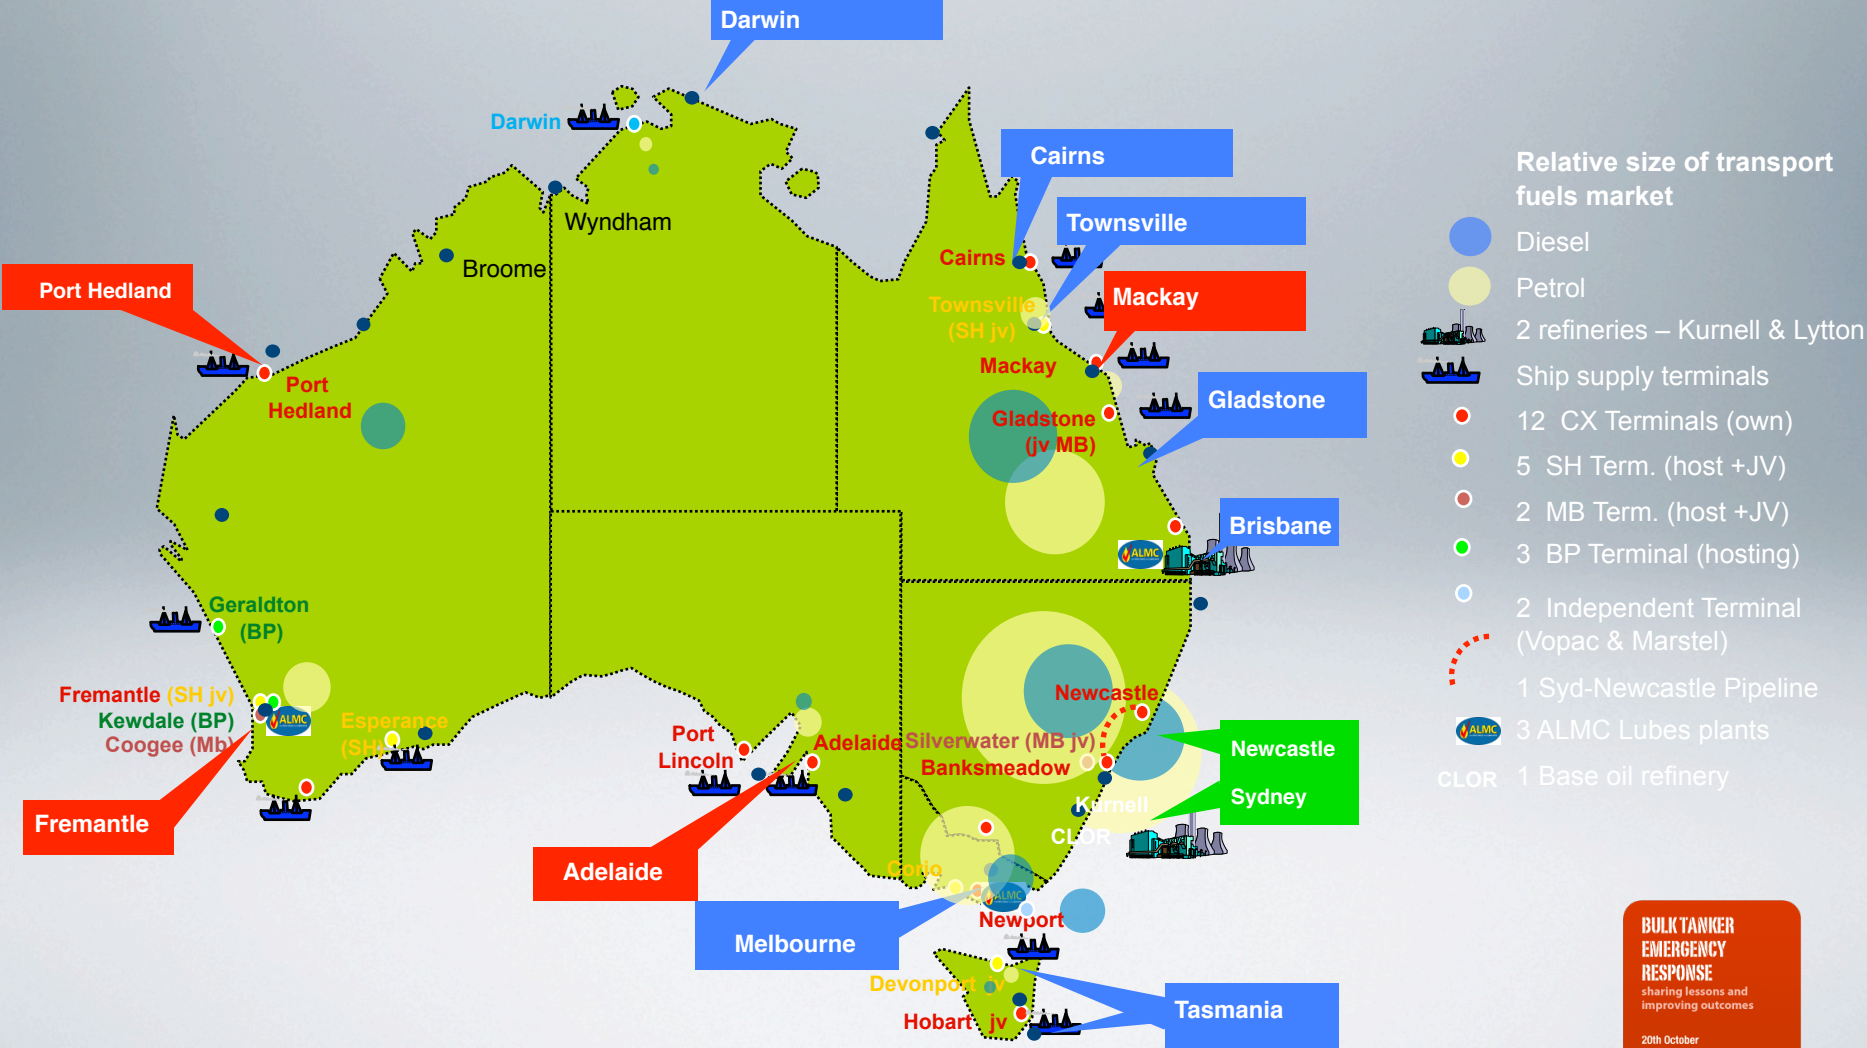 Darwin
Darwin
Cairns
Townsville
Wyndham
Cairns
Broome
Port Hedland
Mackay
Townsville
(SH jv)
Mackay
Port
Hedland
Gladstone
Gladstone
(jv MB)
Brisbane
ALMC
Geraldton
(BP)
Fremantle (SH jv)
Kewdale (BP)
Coogee (Mb)
ALMC
Esperance
(SH)
Fremantle
Port
Lincoln
Adelaide
Adelaide
Newcastle
Silverwater (MB jv)
Banksmeadow
Newcastle
Sydney
Kurnell
CLOR
Corio
ALMC
Newport
Melbourne
Devonport jv
Hobart jv
Tasmania
Relative size of transport
fuels market
Diesel
Petrol
2 refineries – Kurnell & Lytton
Ship supply terminals
12 CX Terminals (own)
5 SH Term. (host +JV)
2 MB Term. (host +JV)
3 BP Terminal (hosting)
2 Independent Terminal
(Vopac & Marstel)
1 Syd-Newcastle Pipeline
ALMC 3 ALMC Lubes plants
CLOR 1 Base oil refinery
BULK TANKER
EMERGENCY
RESPONSE
sharing lessons and
improving outcomes
20th October